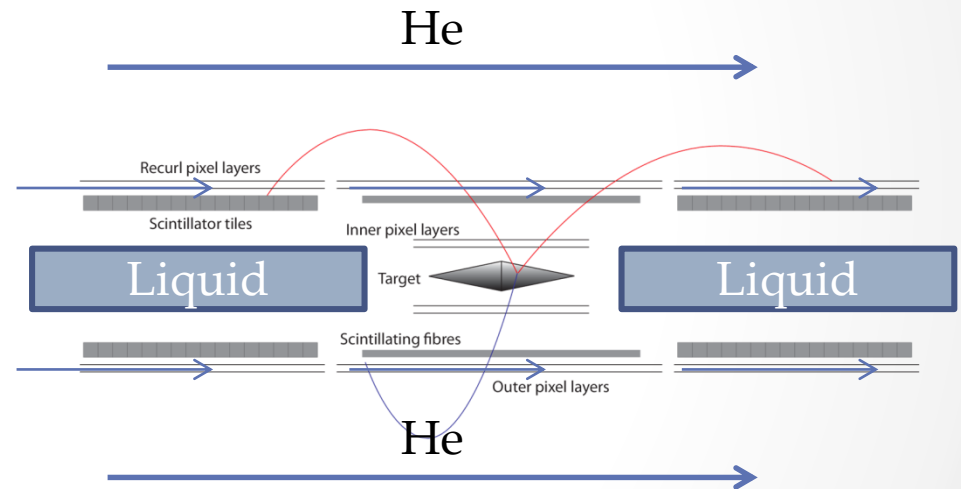 He
Recurl pixel layers
Scintillator tiles
Inner pixel layers
Liquid
Target
Liquid
Scintillating fibres
Outer pixel layers
He